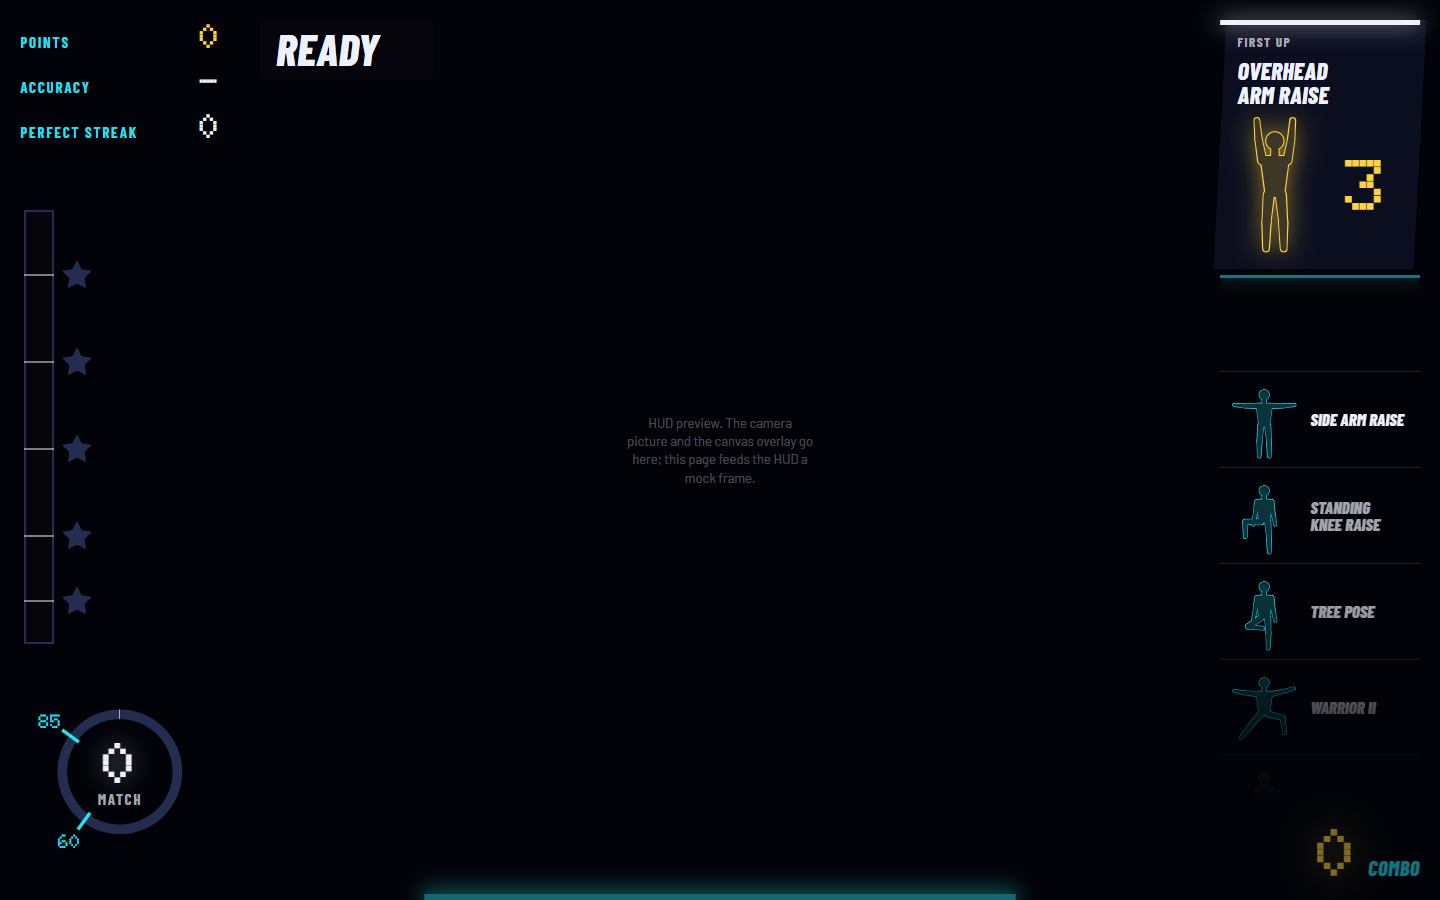 POINTS 0
ACCURACY –
PERFECT STREAK 0
READY
FIRST UP
OVERHEAD
ARM RAISE
3
HUD preview. The camera
picture and the canvas overlay go
here; this page feeds the HUD a
mock frame.
SIDE ARM RAISE
STANDING
KNEE RAISE
TREE POSE
WARRIOR II
85
0
MATCH
60
0 COMBO